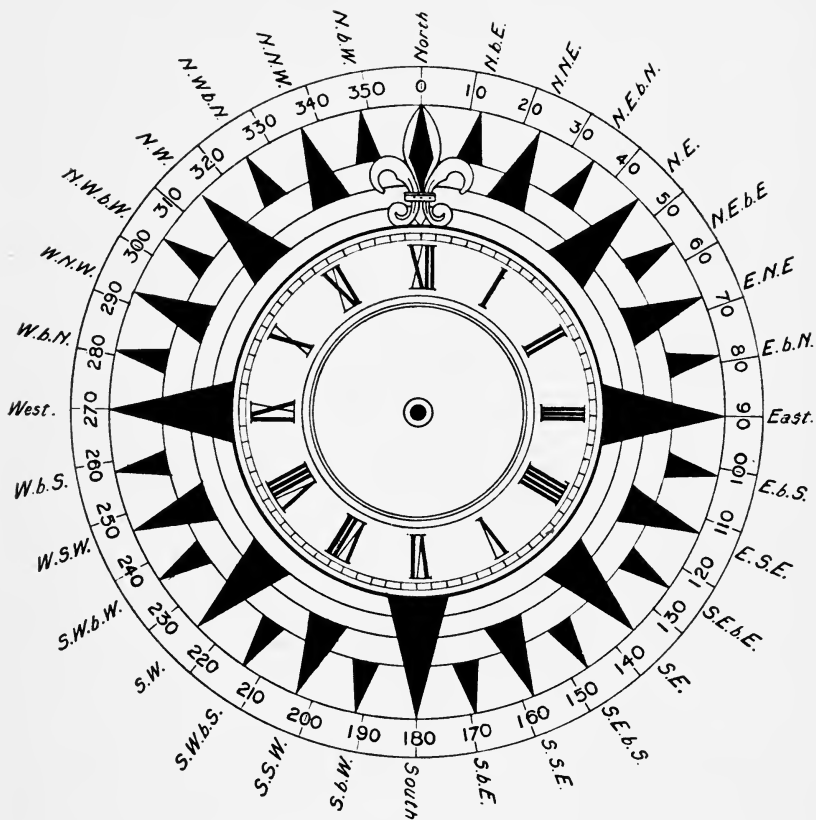 North
N.b.E.
N.N.E.
N.E.b.N.
N.E.
N.E.b.E
E.N.E
E.b.N.
East.
E.b.S.
E.S.E.
S.E.b.E.
S.E.
S.E.b.S.
S.S.E.
S.b.E.
South
S.b.W.
S.S.W.
S.W.b.S.
S.W.
S.W.b.W.
W.S.W.
W.b.S.
West.
W.b.N.
W.N.W.
N.W.b.W.
N.W.
N.W.b.N.
N.N.W.
N.b.W.
0
10
20
30
40
50
60
70
80
90
100
110
120
130
140
150
160
170
180
190
200
210
220
230
240
250
260
270
280
290
300
310
320
330
340
350
XII
I
II
III
IIII
V
VI
VII
VIII
IX
X
XI